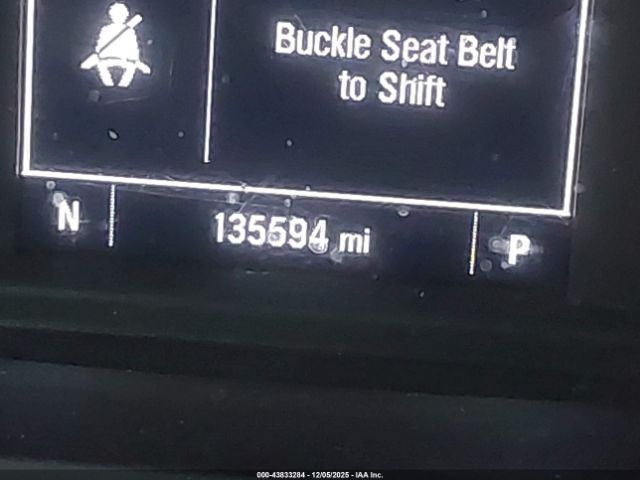 Buckle Seat Belt
to Shift
N 135594 mi P
000-43833284 - 12/05/2025 - IAA Inc.